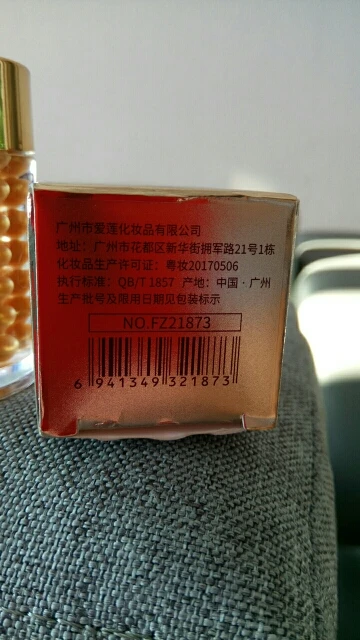 广州市爱莲化妆品有限公司
地址：广州市花都区新华街拥军路21号1栋
化妆品生产许可证：粤妆20170506
执行标准：QB/T 1857 产地：中国·广州
生产批号及限用日期见包装标示
NO.FZ21873
6 941349 321873